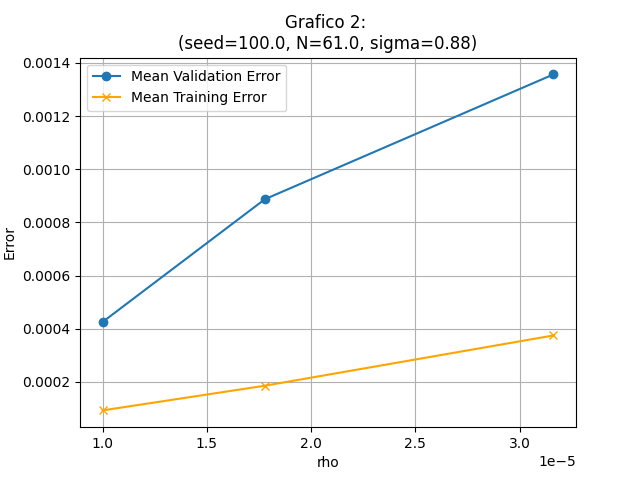 Grafico 2:
(seed=100.0, N=61.0, sigma=0.88)
Mean Validation Error
Mean Training Error
Error
0.0014
0.0012
0.0010
0.0008
0.0006
0.0004
0.0002
1.0 1.5 2.0 2.5 3.0
1e−5
rho